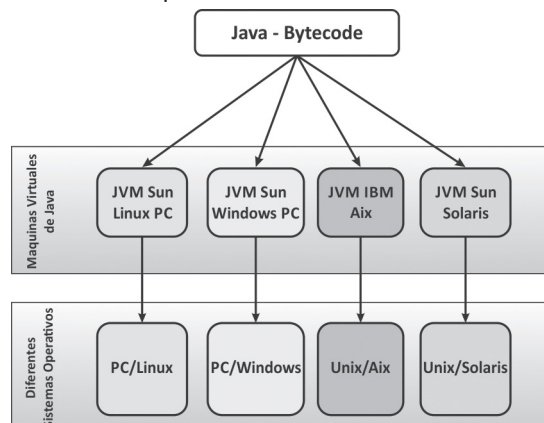 Java - Bytecode
Maquinas Virtuales
de Java
JVM Sun
Linux PC
JVM Sun
Windows PC
JVM IBM
Aix
JVM Sun
Solaris
Diferentes
Sistemas Operativos
PC/Linux
PC/Windows
Unix/Aix
Unix/Solaris